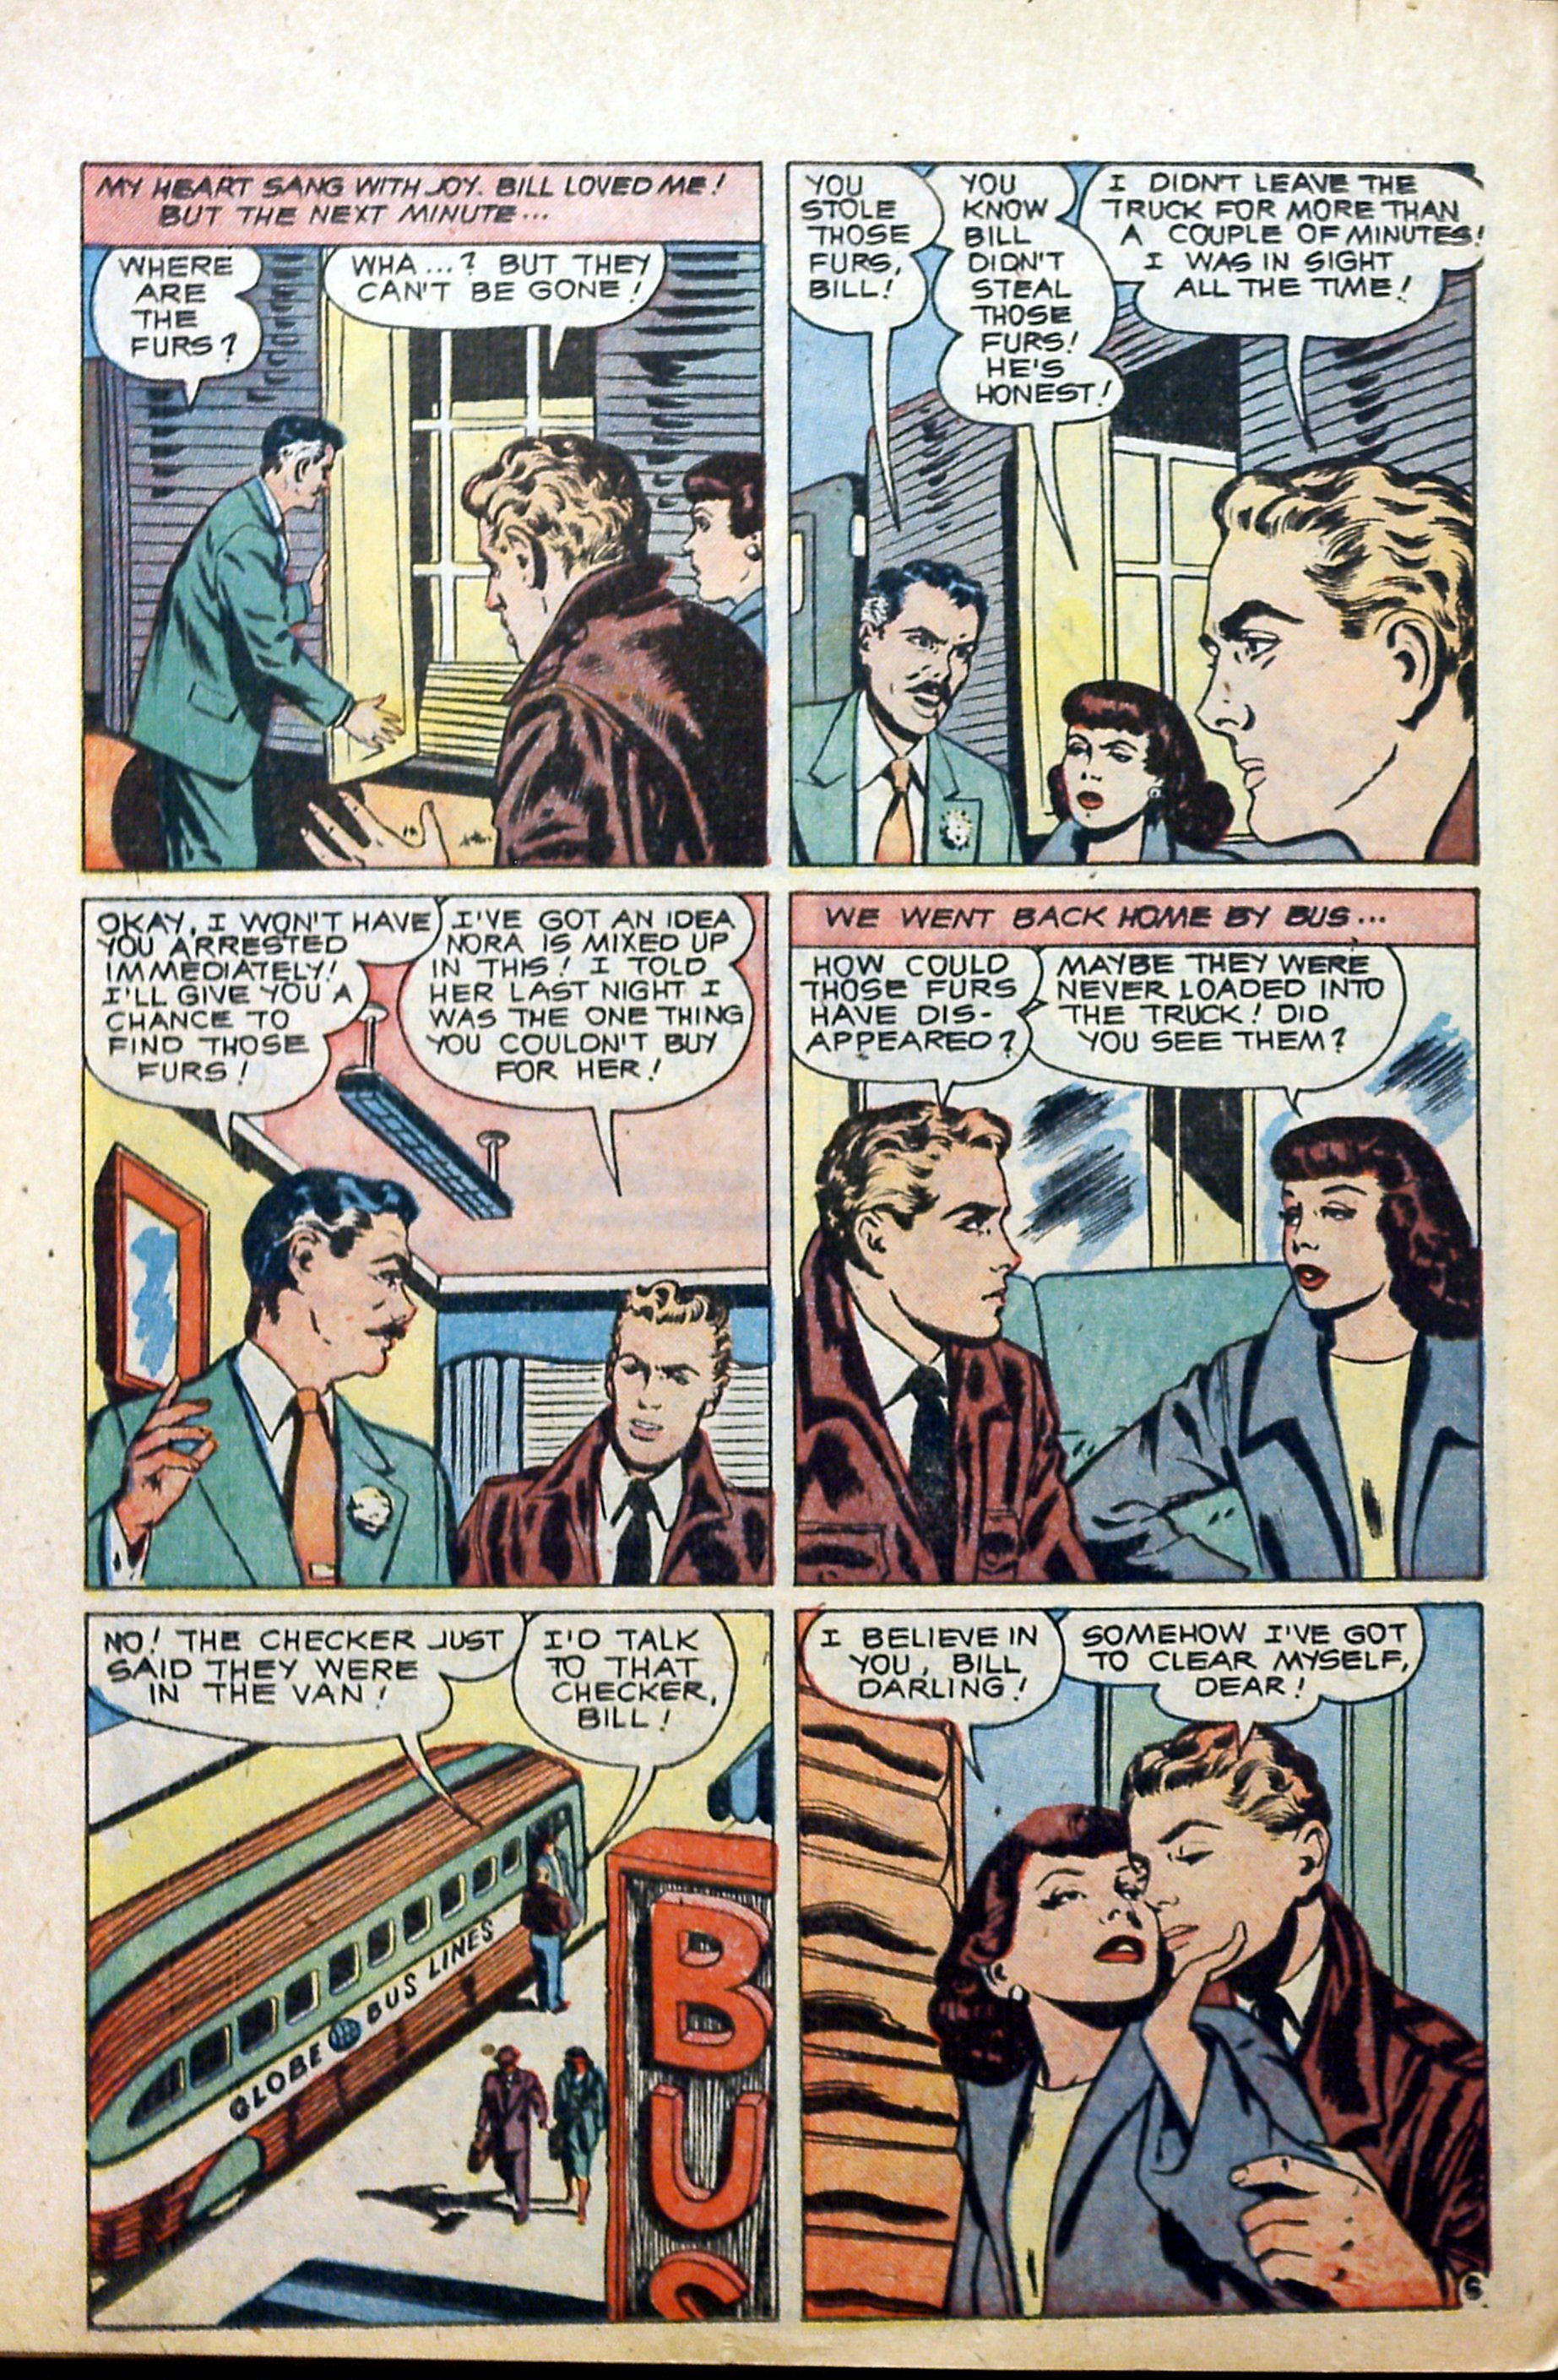 MY HEART SANG WITH JOY. BILL LOVED ME!
BUT THE NEXT MINUTE...
WHERE
ARE
THE
FURS?
WHA...? BUT THEY
CAN'T BE GONE!
YOU
STOLE
THOSE
FURS,
BILL!
YOU
KNOW
BILL
DIDN'T
STEAL
THOSE
FURS!
HE'S
HONEST!
I DIDN'T LEAVE THE
TRUCK FOR MORE THAN
A COUPLE OF MINUTES!
I WAS IN SIGHT
ALL THE TIME!
OKAY, I WON'T HAVE
YOU ARRESTED
IMMEDIATELY!
I'LL GIVE YOU A
CHANCE TO
FIND THOSE
FURS!
I'VE GOT AN IDEA
NORA IS MIXED UP
IN THIS! I TOLD
HER LAST NIGHT I
WAS THE ONE THING
YOU COULDN'T BUY
FOR HER!
WE WENT BACK HOME BY BUS...
HOW COULD
THOSE FURS
HAVE DIS-
APPEARED?
MAYBE THEY WERE
NEVER LOADED INTO
THE TRUCK! DID
YOU SEE THEM?
NO! THE CHECKER JUST
SAID THEY WERE
IN THE VAN!
I'D TALK
TO THAT
CHECKER,
BILL!
GLOBE BUS LINES
BUS
I BELIEVE IN
YOU, BILL
DARLING!
SOMEHOW I'VE GOT
TO CLEAR MYSELF,
DEAR!
6